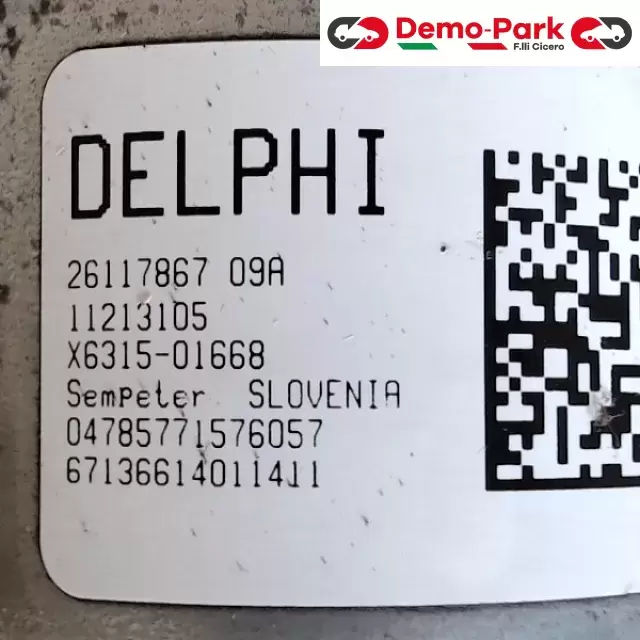 Demo-Park
F.lli Cicero
DELPHI
26117867 09A
11213105
X6315-01668
Sempeter SLOVENIA
04785771576057
67136614011411